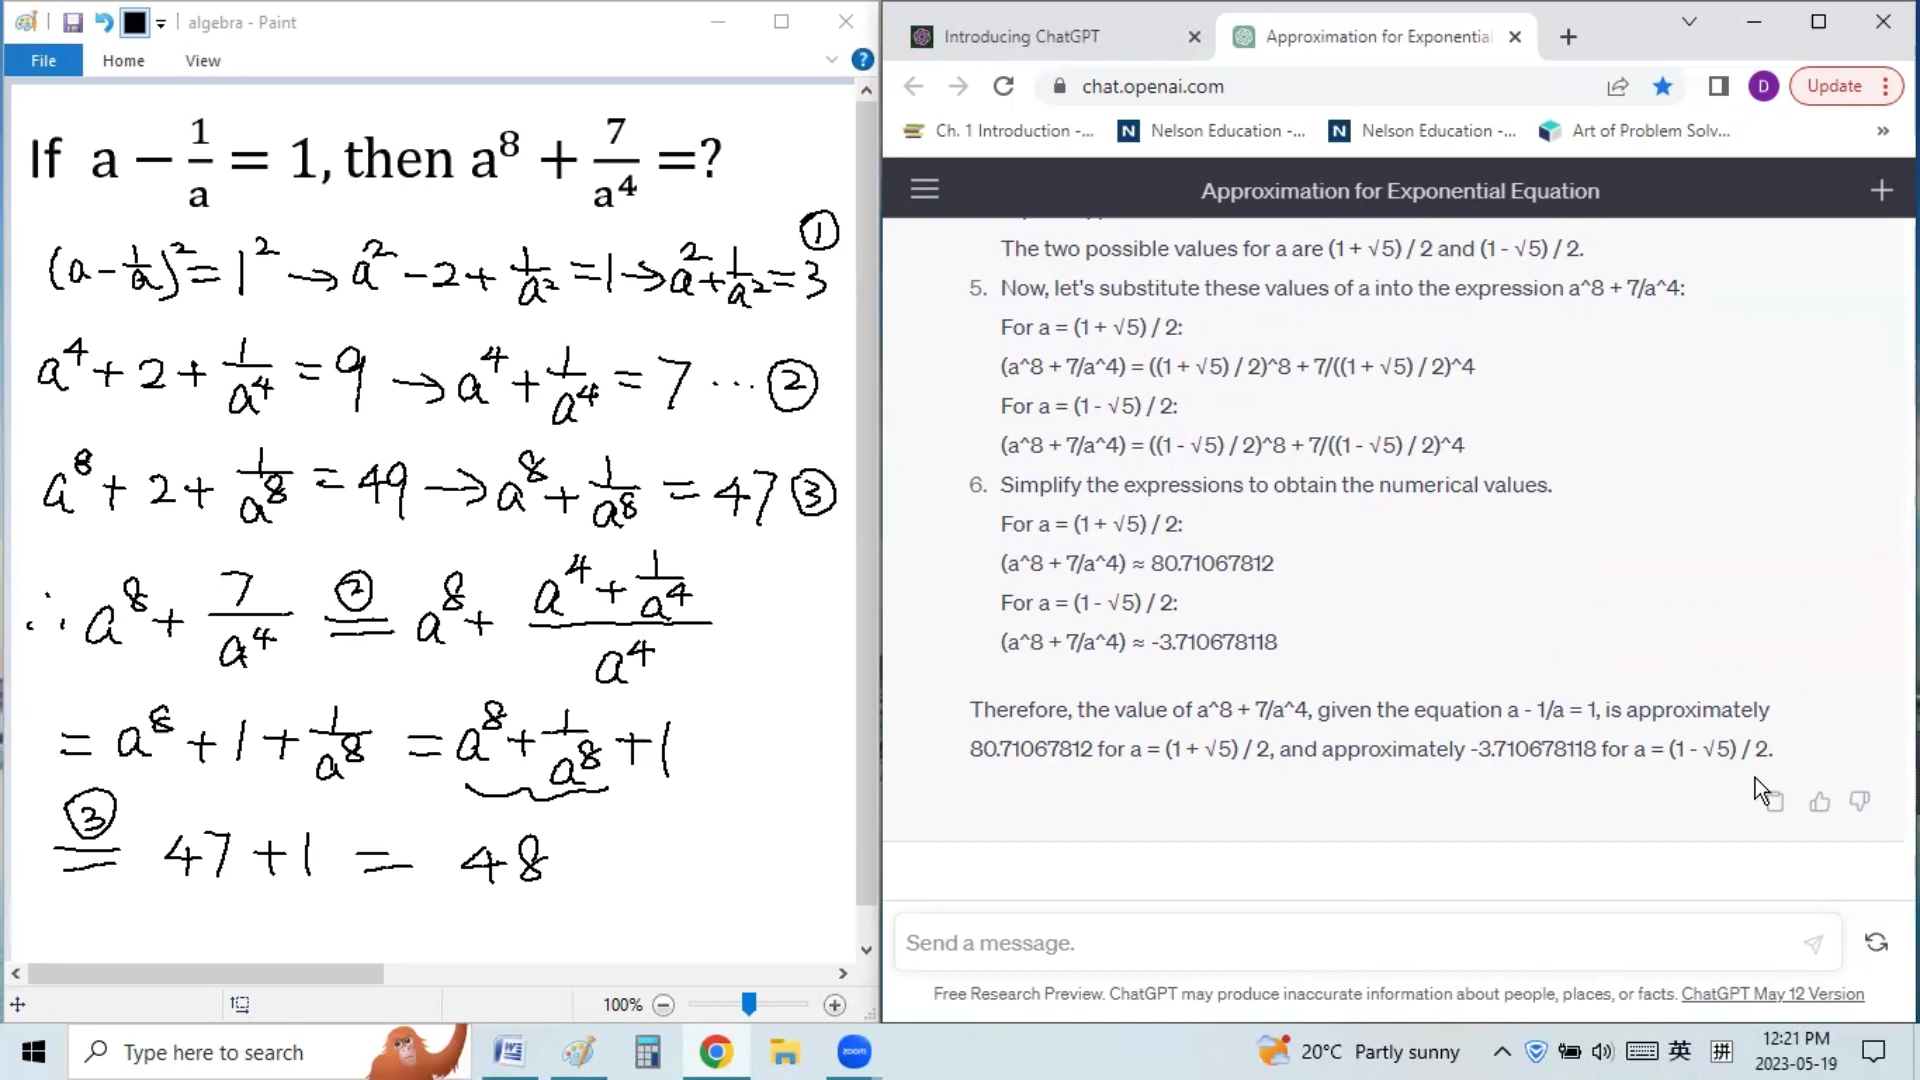 algebra - Paint
File Home View
If a − 1/a = 1, then a⁸ + 7/a⁴ =?
(a − 1/a)² = 1² → a² − 2 + 1/a² = 1 → a² + 1/a² = 3 ①
a⁴ + 2 + 1/a⁴ = 9 → a⁴ + 1/a⁴ = 7 ... ②
a⁸ + 2 + 1/a⁸ = 49 → a⁸ + 1/a⁸ = 47 ③
∴ a⁸ + 7/a⁴ =② a⁸ + (a⁴ + 1/a⁴)/a⁴
= a⁸ + 1 + 1/a⁸ = a⁸ + 1/a⁸ + 1
=③ 47 + 1 = 48
100%
Introducing ChatGPT
Approximation for Exponentia
chat.openai.com
D
Update
Ch. 1 Introduction -...
N Nelson Education -...
N Nelson Education -...
Art of Problem Solv...
»
Approximation for Exponential Equation
The two possible values for a are (1 + √5) / 2 and (1 - √5) / 2.
5. Now, let's substitute these values of a into the expression a^8 + 7/a^4:
For a = (1 + √5) / 2:
(a^8 + 7/a^4) = ((1 + √5) / 2)^8 + 7/((1 + √5) / 2)^4
For a = (1 - √5) / 2:
(a^8 + 7/a^4) = ((1 - √5) / 2)^8 + 7/((1 - √5) / 2)^4
6. Simplify the expressions to obtain the numerical values.
For a = (1 + √5) / 2:
(a^8 + 7/a^4) ≈ 80.71067812
For a = (1 - √5) / 2:
(a^8 + 7/a^4) ≈ -3.710678118
Therefore, the value of a^8 + 7/a^4, given the equation a - 1/a = 1, is approximately
80.71067812 for a = (1 + √5) / 2, and approximately -3.710678118 for a = (1 - √5) / 2.
Send a message.
Free Research Preview. ChatGPT may produce inaccurate information about people, places, or facts. ChatGPT May 12 Version
Type here to search
zoom
20°C Partly sunny
英
拼
12:21 PM
2023-05-19